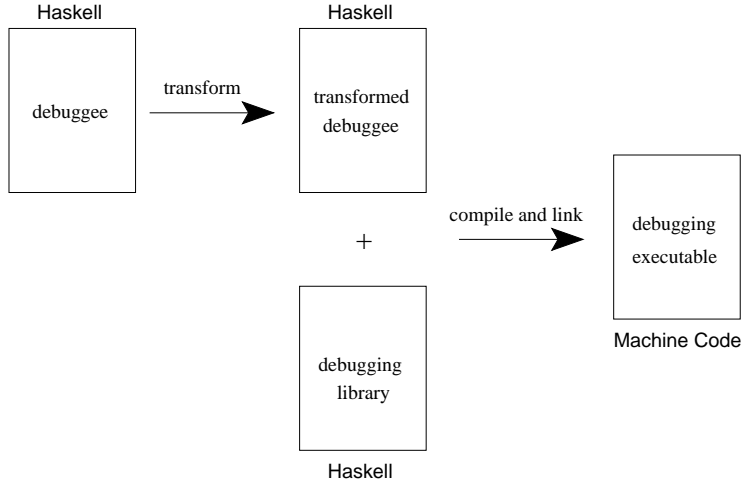 Haskell
debuggee
transform
Haskell
transformed
debuggee
+
debugging
library
Haskell
compile and link
debugging
executable
Machine Code